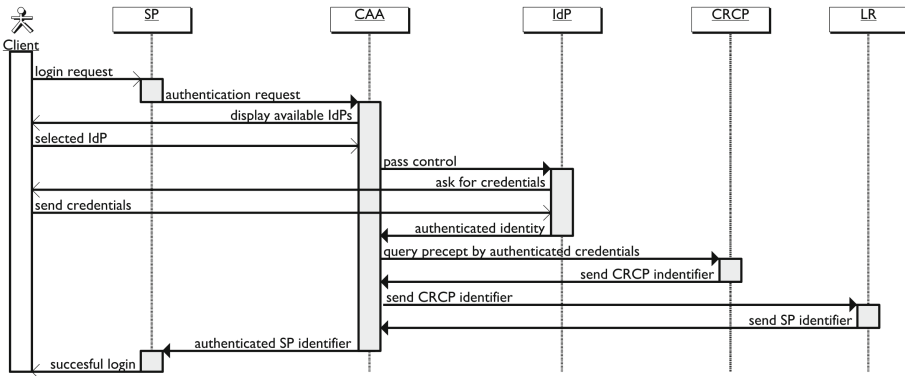 SP CAA IdP CRCP LR
Client
login request
authentication request
display available IdPs
selected IdP
pass control
ask for credentials
send credentials
authenticated identity
query precept by authenticated credentials
send CRCP indentifier
send CRCP identifier
send SP identifier
authenticated SP identifier
succesful login